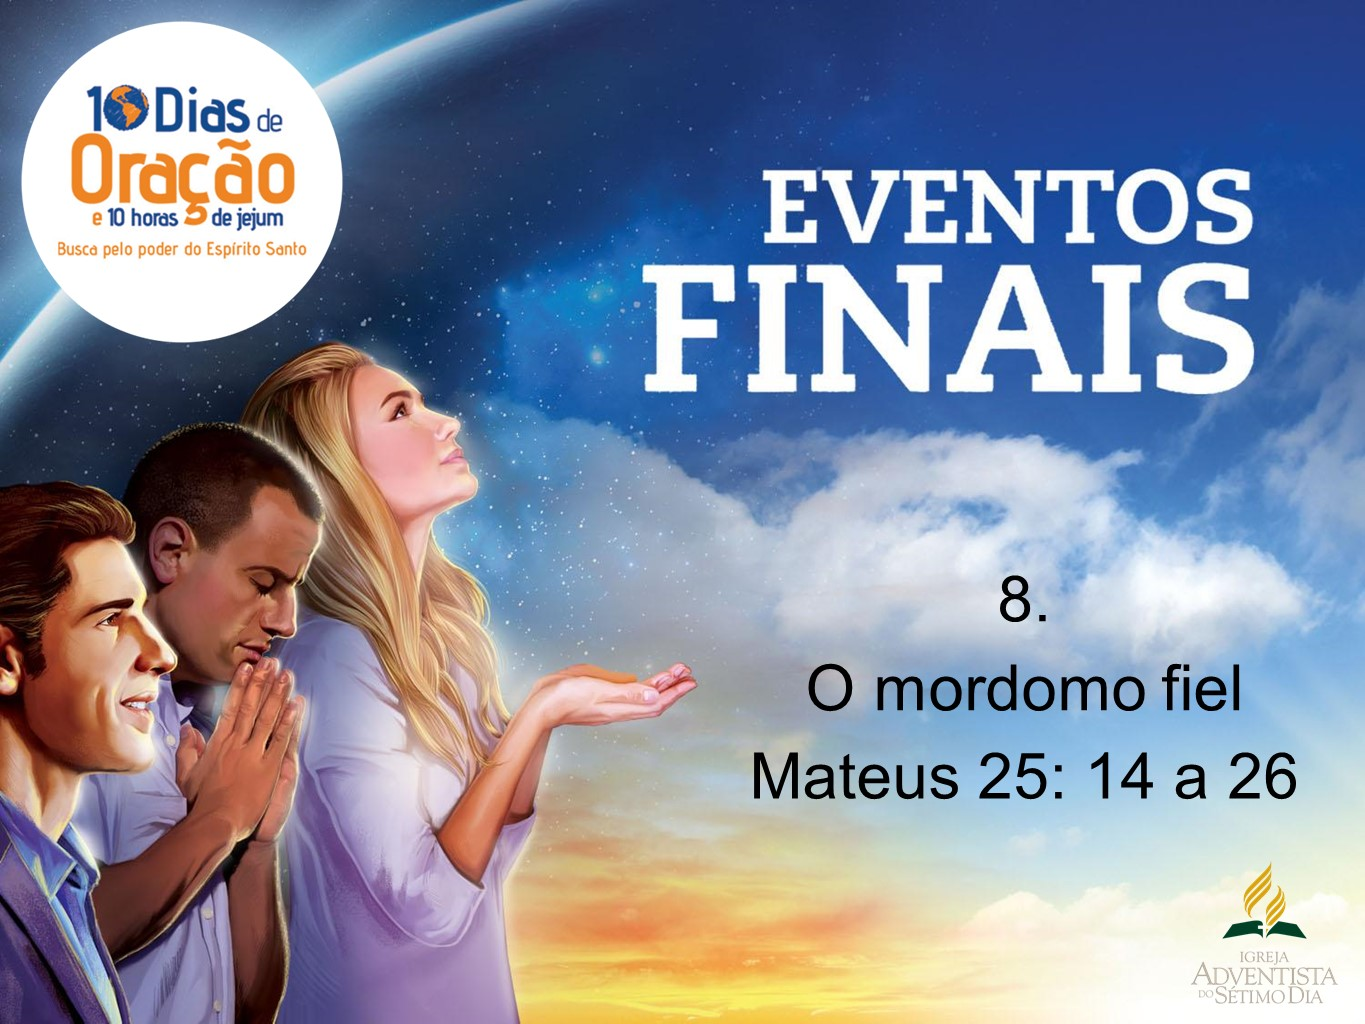 10 Dias de
Oração
e 10 horas de jejum
Busca pelo poder do Espírito Santo
EVENTOS
FINAIS
8.
O mordomo fiel
Mateus 25: 14 a 26
IGREJA
ADVENTISTA
DO SÉTIMO DIA